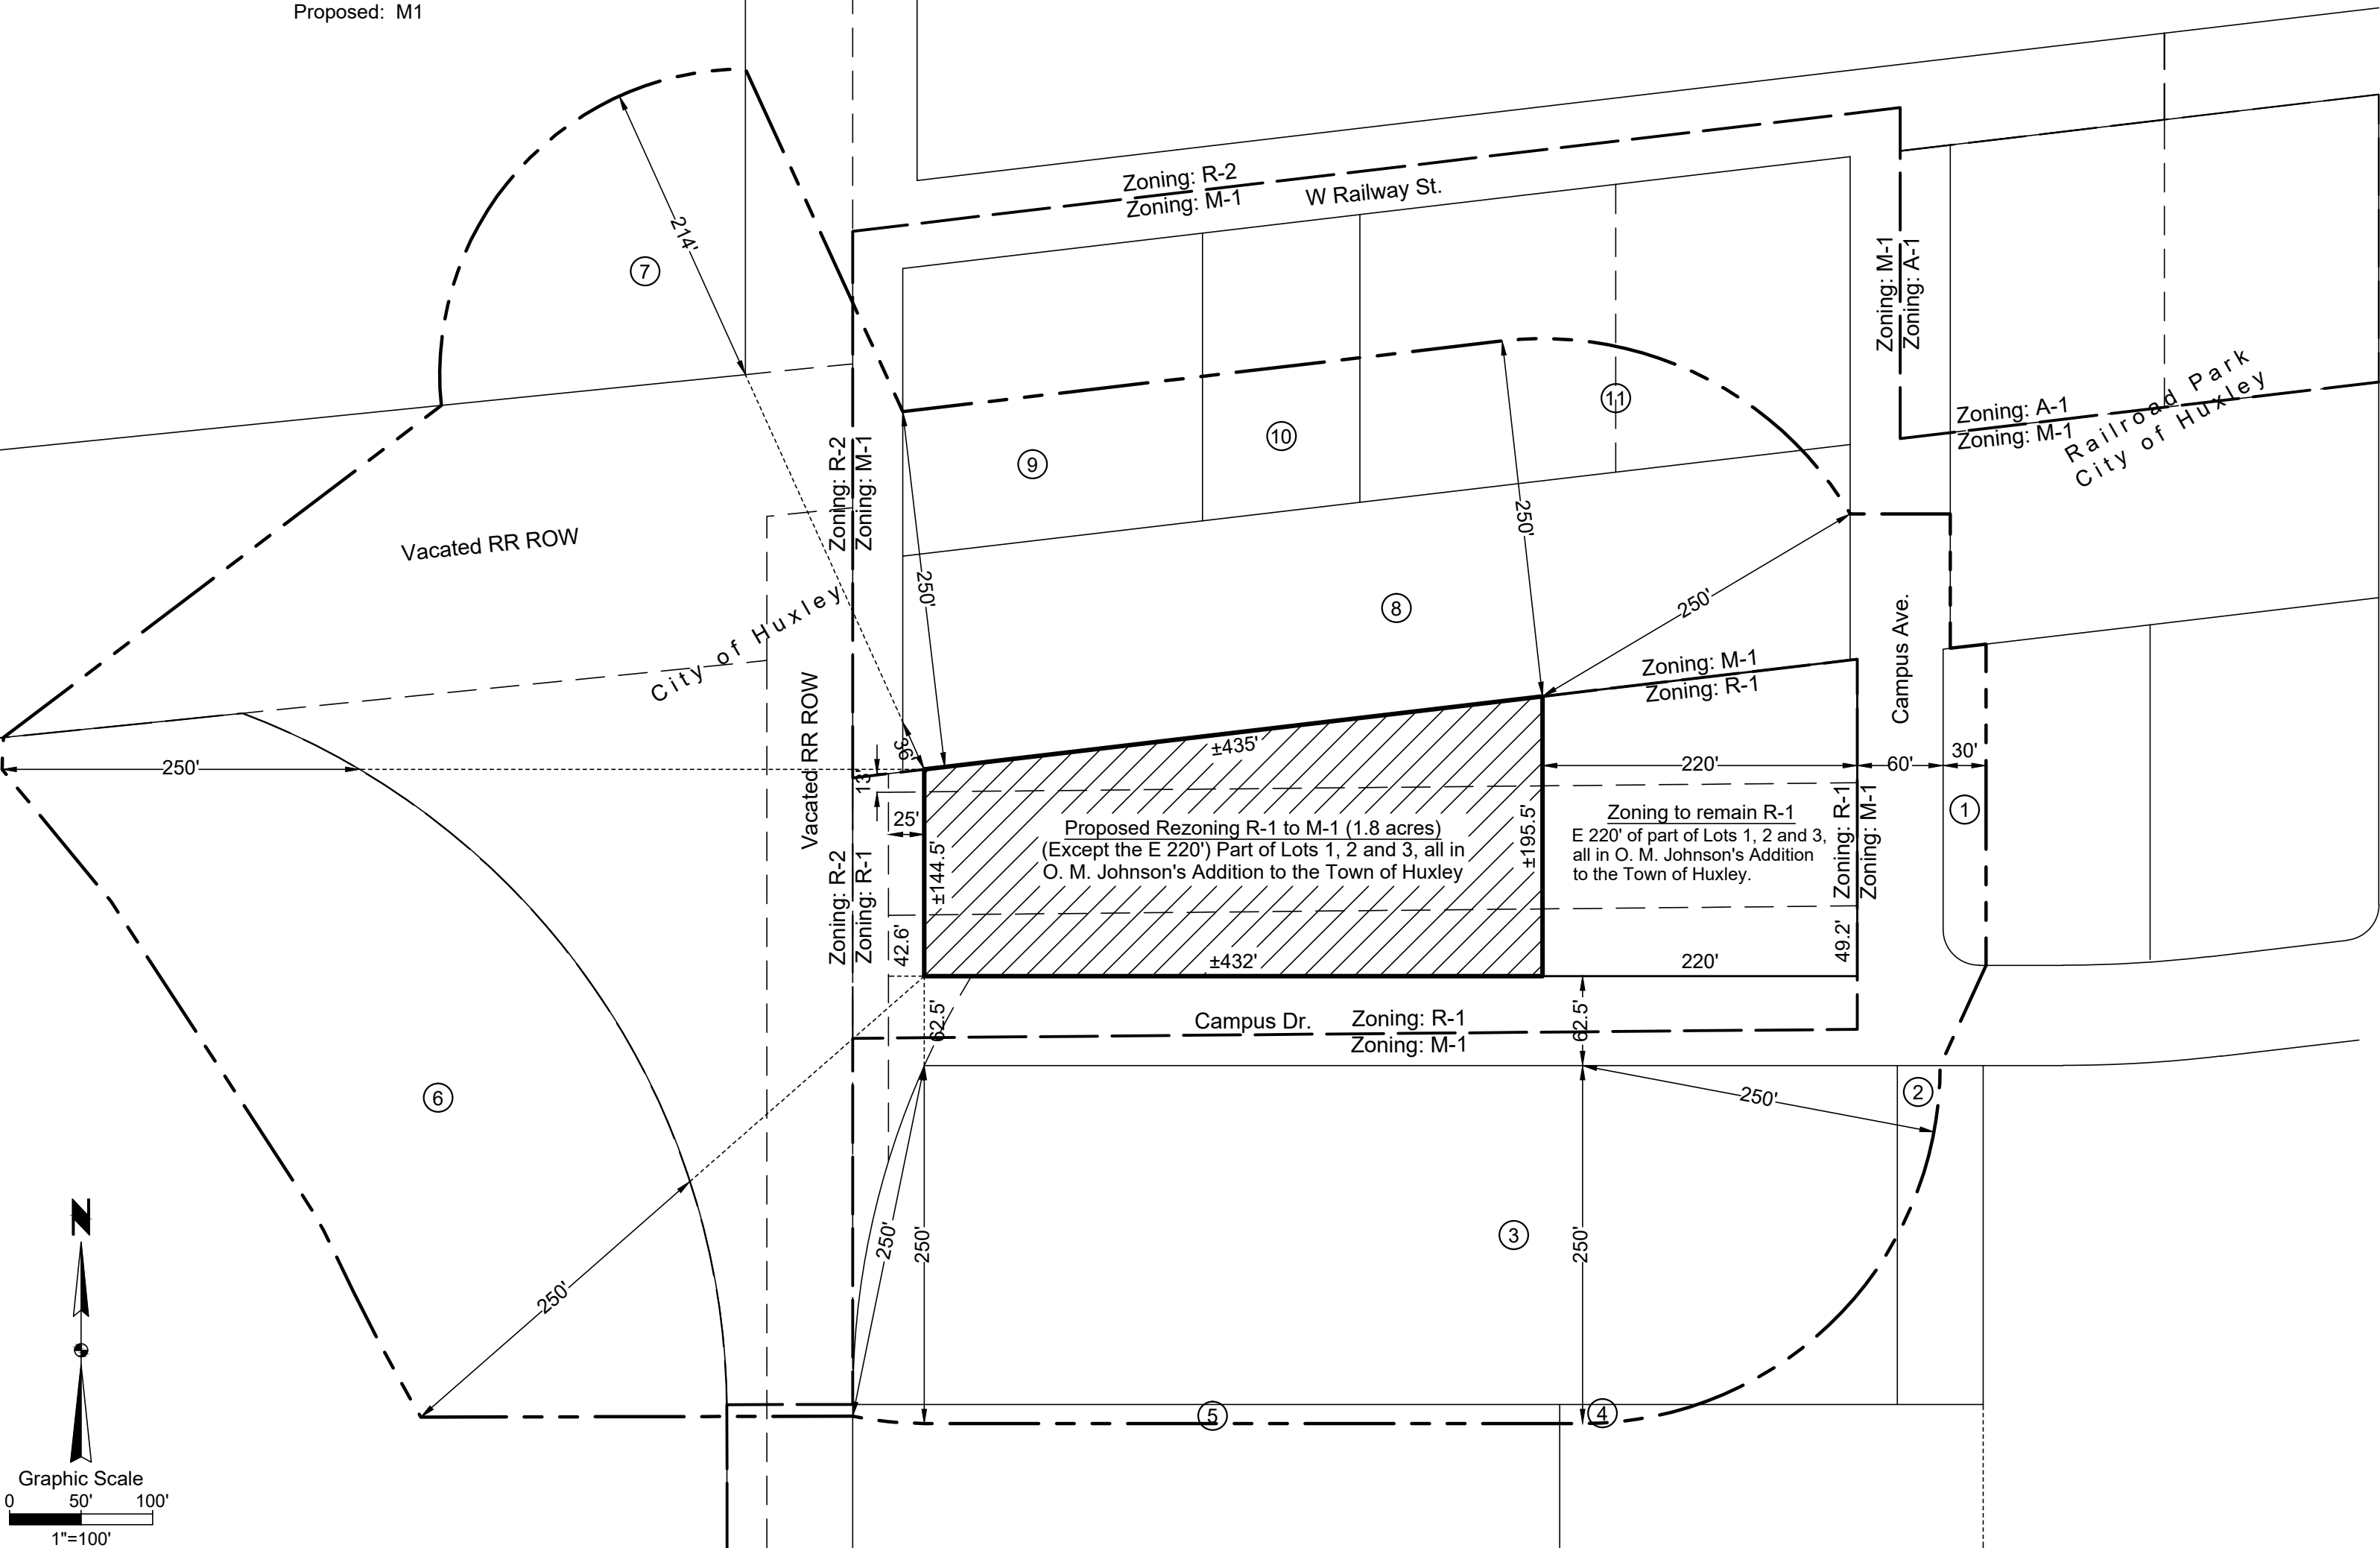 Proposed: M1
Zoning: R-2
Zoning: M-1
W Railway St.
214'
7
Zoning: M-1
Zoning: A-1
Zoning: A-1
Zoning: M-1
Railroad Park
City of Huxley
11
10
9
Zoning: R-2
Zoning: M-1
250'
Vacated RR ROW
250'
250'
8
City of Huxley
Campus Ave.
Zoning: M-1
Zoning: R-1
Vacated RR ROW
36'
±435'
250'
13'
220'
60'
30'
25'
±144.5'
Proposed Rezoning R-1 to M-1 (1.8 acres)
(Except the E 220') Part of Lots 1, 2 and 3, all in
O. M. Johnson's Addition to the Town of Huxley
±195.5'
Zoning to remain R-1
E 220' of part of Lots 1, 2 and 3,
all in O. M. Johnson's Addition
to the Town of Huxley.
Zoning: R-1
Zoning: M-1
1
Zoning: R-2
Zoning: R-1
42.6'
49.2'
±432'
220'
62.5'
Campus Dr.
Zoning: R-1
Zoning: M-1
62.5'
6
250'
2
3
250'
250'
250'
250'
5
4
N
Graphic Scale
0 50' 100'
1"=100'